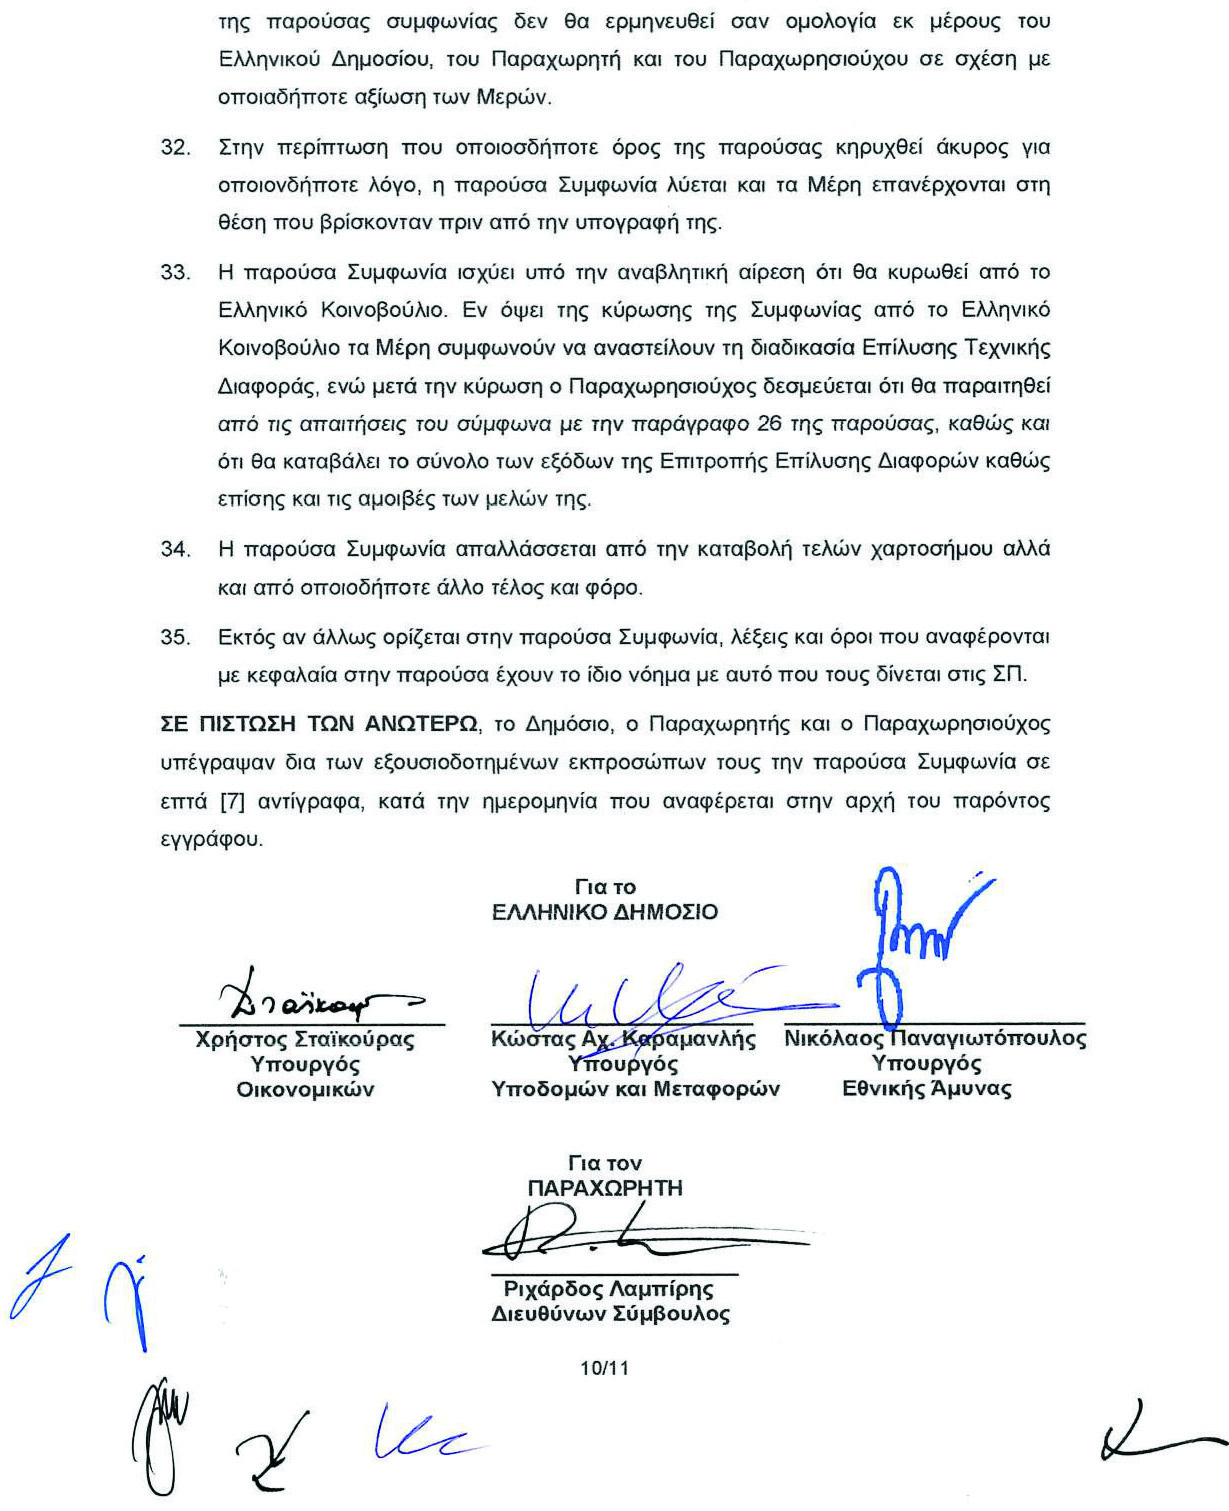 της παρούσας συμφωνίας δεν θα ερμηνευθεί σαν ομολογία εκ μέρους του
Ελληνικού Δημοσίου, του Παραχωρητή και του Παραχωρησιούχου σε σχέση με
οποιαδήποτε αξίωση των Μερών.
32. Στην περίπτωση που οποιοσδήποτε όρος της παρούσας κηρυχθεί άκυρος για
οποιονδήποτε λόγο, η παρούσα Συμφωνία λύεται και τα Μέρη επανέρχονται στη
θέση που βρίσκονταν πριν από την υπογραφή της.
33. Η παρούσα Συμφωνία ισχύει υπό την αναβλητική αίρεση ότι θα κυρωθεί από το
Ελληνικό Κοινοβούλιο. Εν όψει της κύρωσης της Συμφωνίας από το Ελληνικό
Κοινοβούλιο τα Μέρη συμφωνούν να αναστείλουν τη διαδικασία Επίλυσης Τεχνικής
Διαφοράς, ενώ μετά την κύρωση ο Παραχωρησιούχος δεσμεύεται ότι θα παραιτηθεί
από τις απαιτήσεις του σύμφωνα με την παράγραφο 26 της παρούσας, καθώς και
ότι θα καταβάλει το σύνολο των εξόδων της Επιτροπής Επίλυσης Διαφορών καθώς
επίσης και τις αμοιβές των μελών της.
34. Η παρούσα Συμφωνία απαλλάσσεται από την καταβολή τελών χαρτοσήμου αλλά
και από οποιοδήποτε άλλο τέλος και φόρο.
35. Εκτός αν άλλως ορίζεται στην παρούσα Συμφωνία, λέξεις και όροι που αναφέρονται
με κεφαλαία στην παρούσα έχουν το ίδιο νόημα με αυτό που τους δίνεται στις ΣΠ.
ΣΕ ΠΙΣΤΩΣΗ ΤΩΝ ΑΝΩΤΕΡΩ, το Δημόσιο, ο Παραχωρητής και ο Παραχωρησιούχος
υπέγραψαν δια των εξουσιοδοτημένων εκπροσώπων τους την παρούσα Συμφωνία σε
επτά [7] αντίγραφα, κατά την ημερομηνία που αναφέρεται στην αρχή του παρόντος
εγγράφου.
Για το
ΕΛΛΗΝΙΚΟ ΔΗΜΟΣΙΟ
Χρήστος Σταϊκούρας Κώστας Αχ. Καραμανλής Νικόλαος Παναγιωτόπουλος
Υπουργός Υπουργός Υπουργός
Οικονομικών Υποδομών και Μεταφορών Εθνικής Άμυνας
Για τον
ΠΑΡΑΧΩΡΗΤΗ
Ριχάρδος Λαμπίρης
Διευθύνων Σύμβουλος
10/11